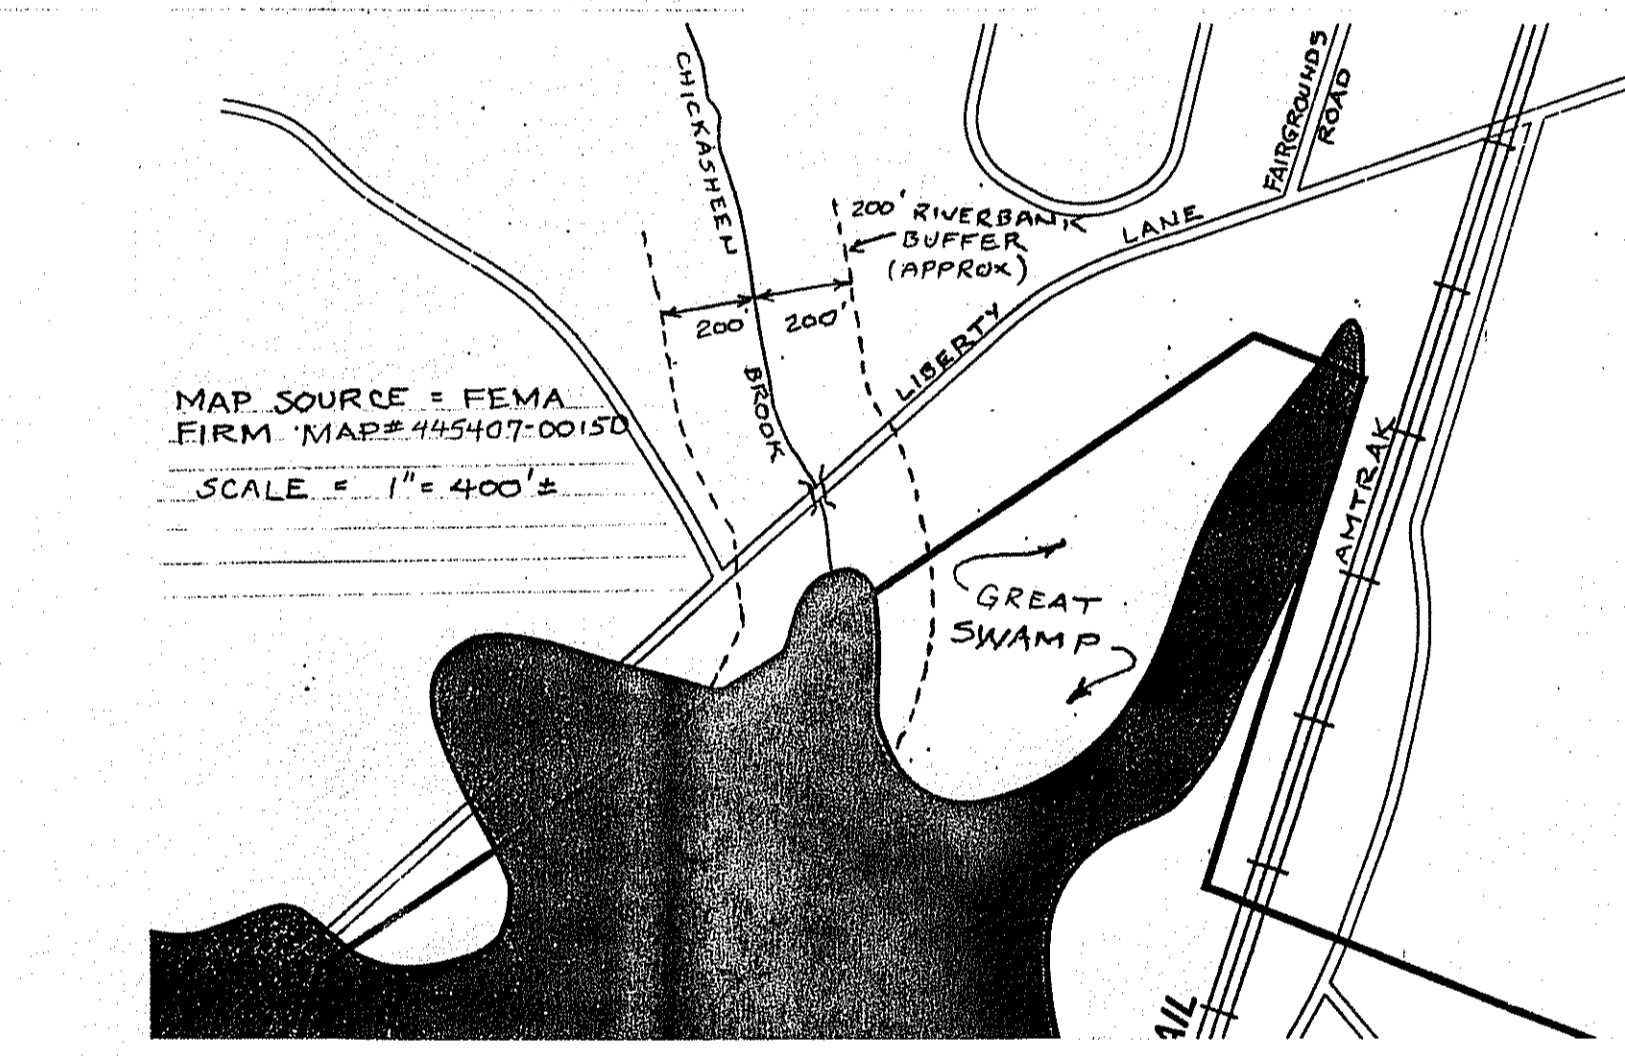 CHICKASHEEN
BROOK
FAIRGROUNDS
ROAD
200' RIVERBANK
BUFFER
(APPROX)
LIBERTY LANE
200' 200'
MAP SOURCE = FEMA
FIRM MAP# 445407-0015D
SCALE = 1" = 400'±
GREAT
SWAMP
AMTRAK